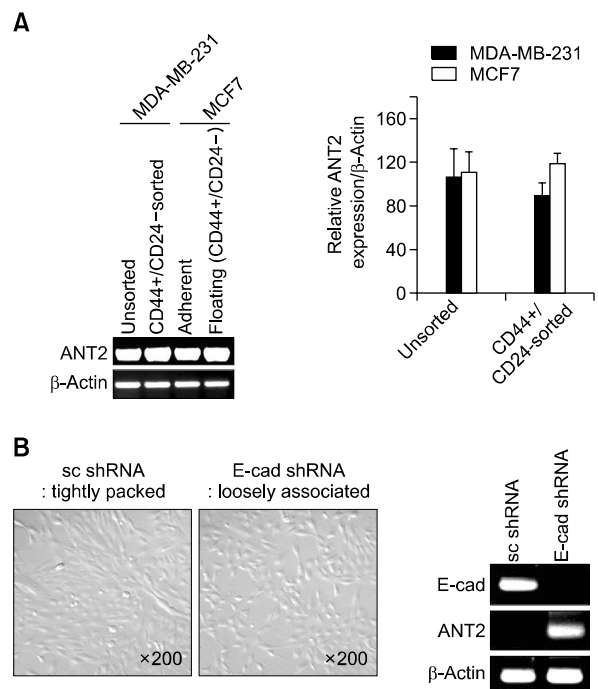 A
MDA-MB-231
MCF7
Unsorted
CD44+/CD24−sorted
Adherent
Floating (CD44+/CD24−)
ANT2
β-Actin
MDA-MB-231
MCF7
Relative ANT2
expression/β-Actin
160
120
80
40
0
Unsorted
CD44+/
CD24-sorted
B
sc shRNA
: tightly packed
E-cad shRNA
: loosely associated
×200
×200
sc shRNA
E-cad shRNA
E-cad
ANT2
β-Actin